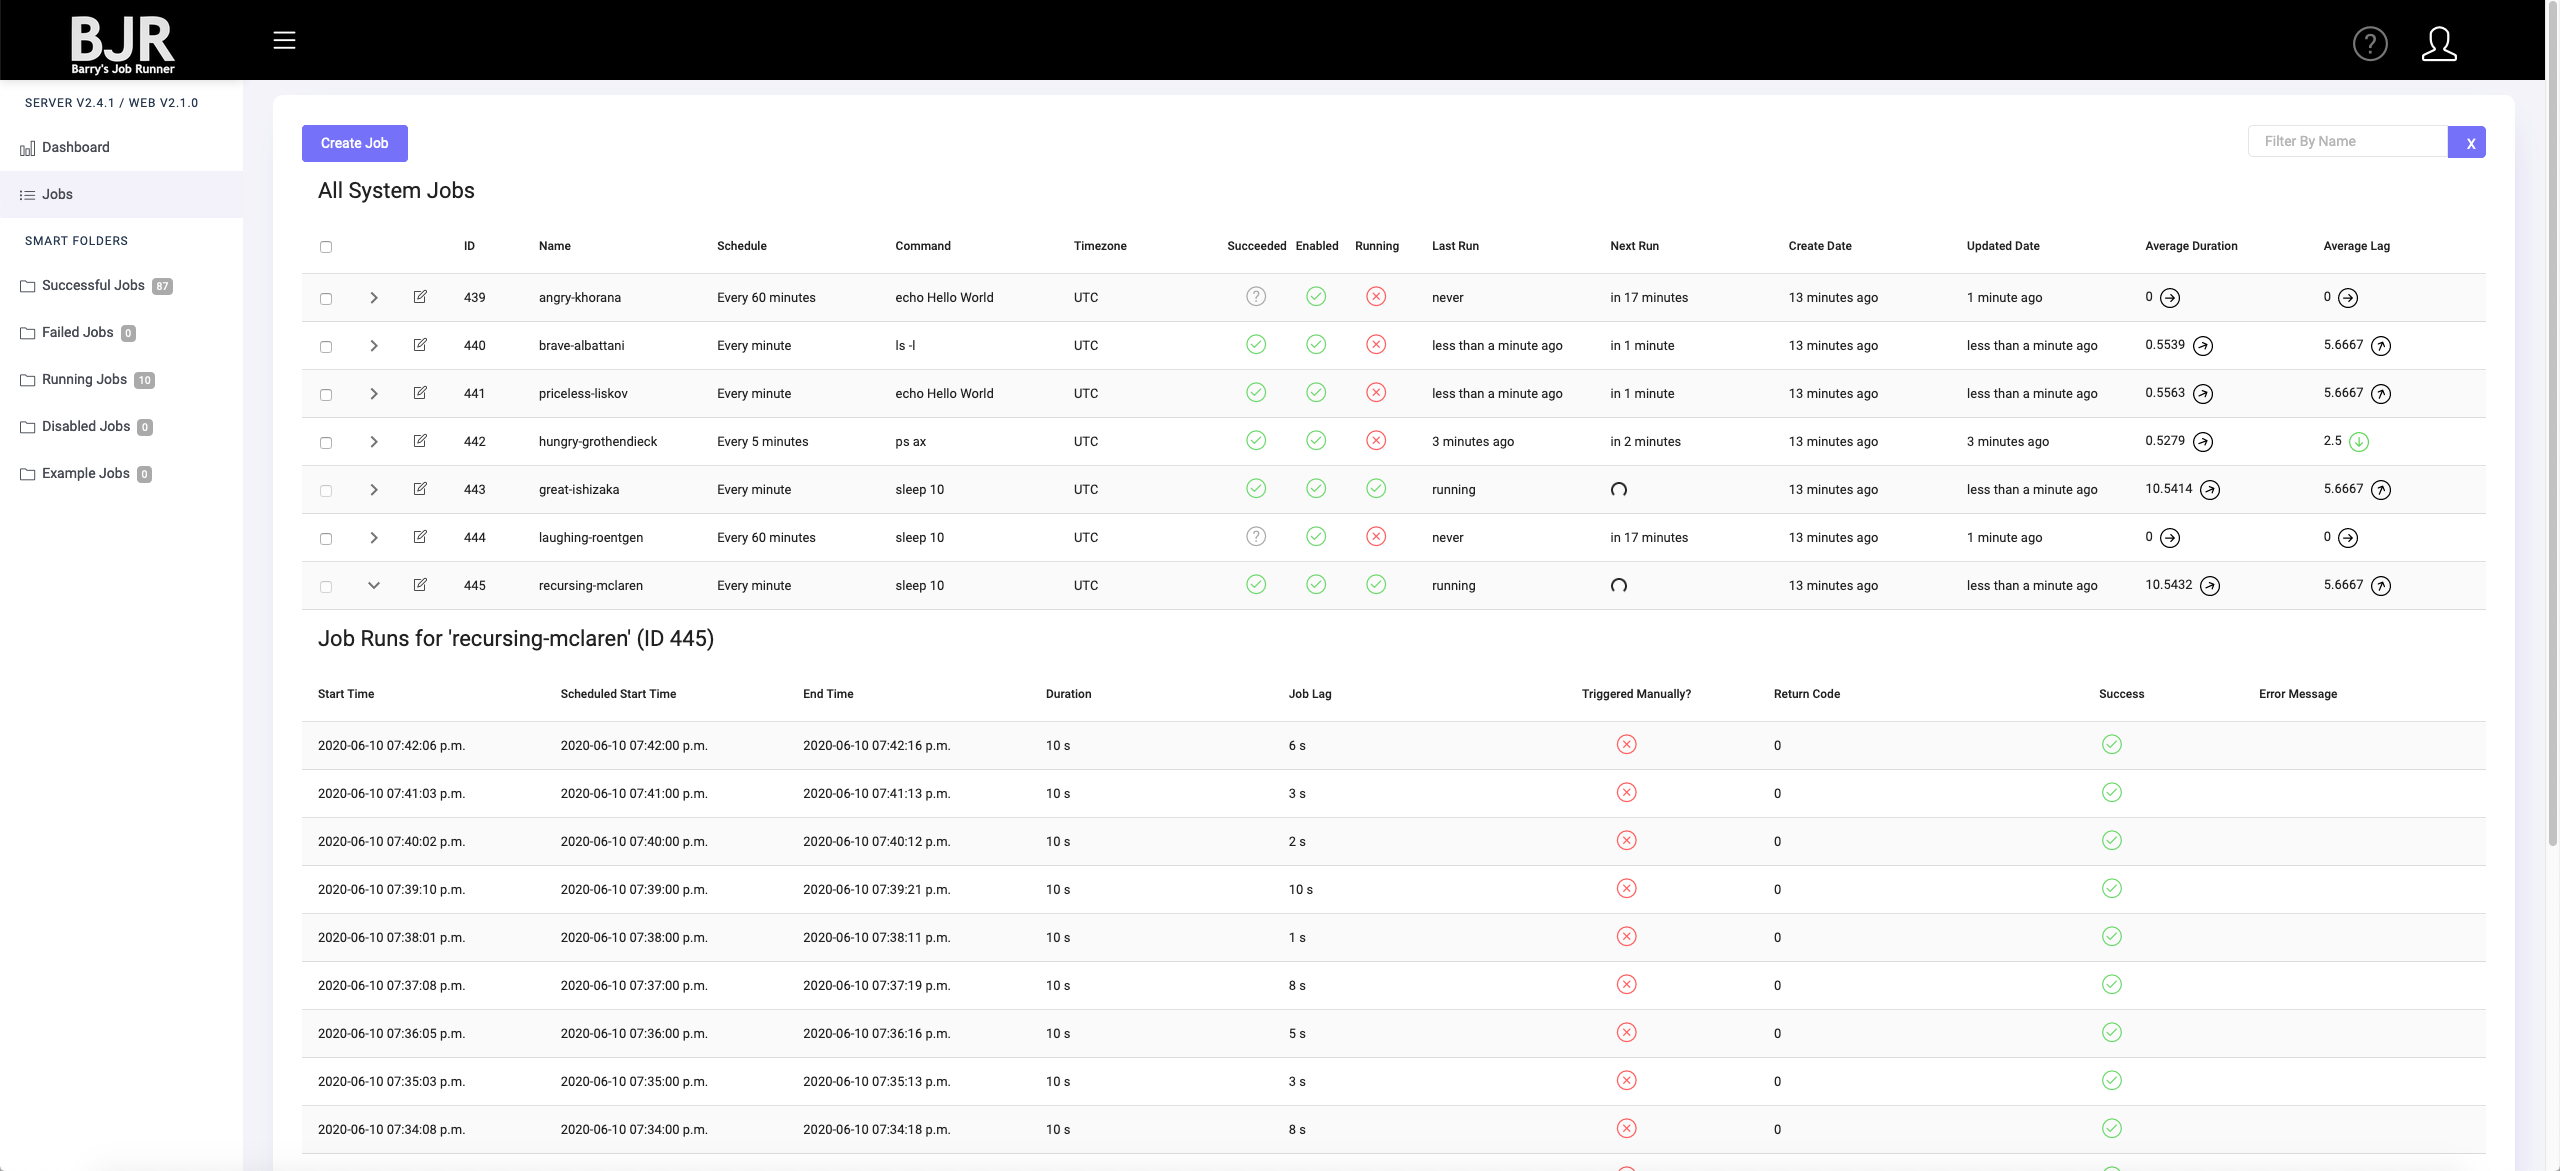 BJR
Barry's Job Runner
?
SERVER V2.4.1 / WEB V2.1.0
Dashboard
Jobs
SMART FOLDERS
Successful Jobs 87
Failed Jobs 0
Running Jobs 10
Disabled Jobs 0
Example Jobs 0
Create Job
Filter By Name X
All System Jobs
ID Name Schedule Command Timezone Succeeded Enabled Running Last Run Next Run Create Date Updated Date Average Duration Average Lag
439 angry-khorana Every 60 minutes echo Hello World UTC ? never in 17 minutes 13 minutes ago 1 minute ago 0 0
440 brave-albattani Every minute ls -l UTC less than a minute ago in 1 minute 13 minutes ago less than a minute ago 0.5539 5.6667
441 priceless-liskov Every minute echo Hello World UTC less than a minute ago in 1 minute 13 minutes ago less than a minute ago 0.5563 5.6667
442 hungry-grothendieck Every 5 minutes ps ax UTC 3 minutes ago in 2 minutes 13 minutes ago 3 minutes ago 0.5279 2.5
443 great-ishizaka Every minute sleep 10 UTC running 13 minutes ago less than a minute ago 10.5414 5.6667
444 laughing-roentgen Every 60 minutes sleep 10 UTC ? never in 17 minutes 13 minutes ago 1 minute ago 0 0
445 recursing-mclaren Every minute sleep 10 UTC running 13 minutes ago less than a minute ago 10.5432 5.6667
Job Runs for 'recursing-mclaren' (ID 445)
Start Time Scheduled Start Time End Time Duration Job Lag Triggered Manually? Return Code Success Error Message
2020-06-10 07:42:06 p.m. 2020-06-10 07:42:00 p.m. 2020-06-10 07:42:16 p.m. 10 s 6 s 0
2020-06-10 07:41:03 p.m. 2020-06-10 07:41:00 p.m. 2020-06-10 07:41:13 p.m. 10 s 3 s 0
2020-06-10 07:40:02 p.m. 2020-06-10 07:40:00 p.m. 2020-06-10 07:40:12 p.m. 10 s 2 s 0
2020-06-10 07:39:10 p.m. 2020-06-10 07:39:00 p.m. 2020-06-10 07:39:21 p.m. 10 s 10 s 0
2020-06-10 07:38:01 p.m. 2020-06-10 07:38:00 p.m. 2020-06-10 07:38:11 p.m. 10 s 1 s 0
2020-06-10 07:37:08 p.m. 2020-06-10 07:37:00 p.m. 2020-06-10 07:37:19 p.m. 10 s 8 s 0
2020-06-10 07:36:05 p.m. 2020-06-10 07:36:00 p.m. 2020-06-10 07:36:16 p.m. 10 s 5 s 0
2020-06-10 07:35:03 p.m. 2020-06-10 07:35:00 p.m. 2020-06-10 07:35:13 p.m. 10 s 3 s 0
2020-06-10 07:34:08 p.m. 2020-06-10 07:34:00 p.m. 2020-06-10 07:34:18 p.m. 10 s 8 s 0